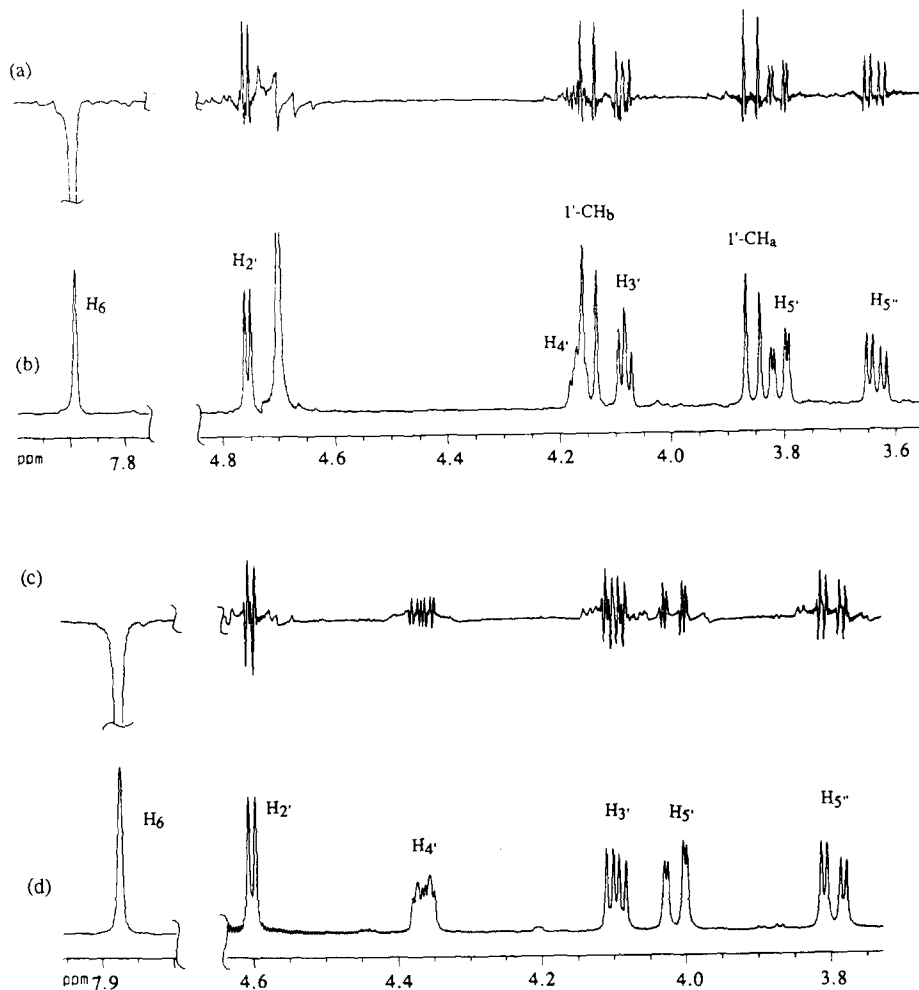 (a)
1'-CHb
1'-CHa
H2'
H6
H3'
H5'
H5"
H4'
(b)
ppm 7.8 4.8 4.6 4.4 4.2 4.0 3.8 3.6
(c)
H6
H2'
H4'
H3'
H5'
H5"
(d)
ppm 7.9 4.6 4.4 4.2 4.0 3.8